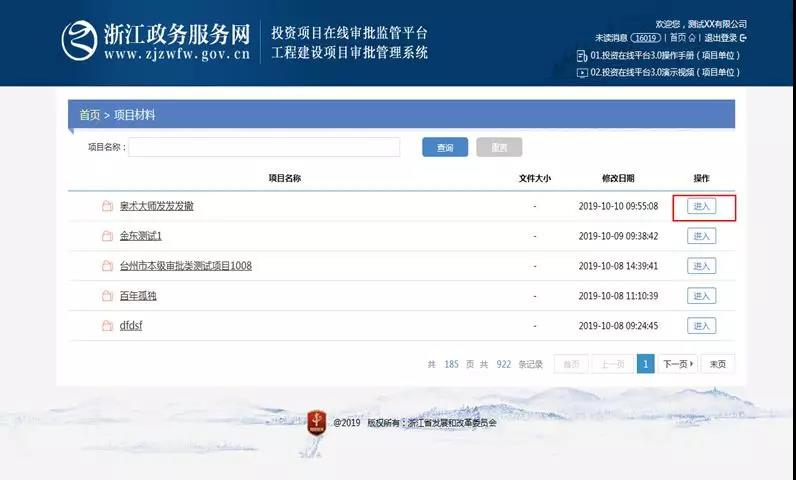 浙江政务服务网
www.zjzwfw.gov.cn
投资项目在线审批监管平台
工程建设项目审批管理系统
欢迎您，测试XX有限公司
未读消息 16019 | 首页 | 退出登录
01.投资在线平台3.0操作手册（项目单位）
02.投资在线平台3.0演示视频（项目单位）
首页 > 项目材料
项目名称：
查询 重置
项目名称 文件大小 修改日期 操作
奥术大师发发发撒 - 2019-10-10 09:55:08 进入
金东测试1 - 2019-10-09 09:38:42 进入
台州市本级审批类测试项目1008 - 2019-10-08 14:39:41 进入
百年孤独 - 2019-10-08 11:10:39 进入
dfdsf - 2019-10-08 09:24:45 进入
共 185 页 共 922 条记录 首页 上一页 1 下一页 末页
@2019 版权所有：浙江省发展和改革委员会